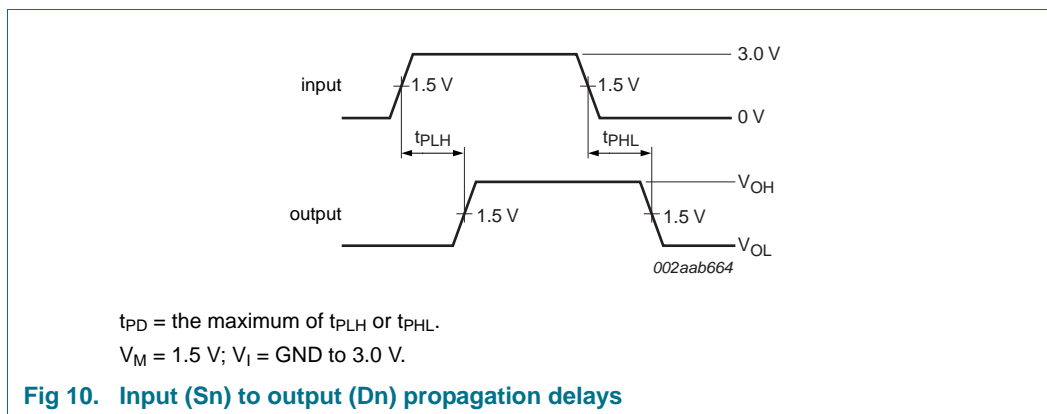 3.0 V
input
1.5 V
1.5 V
0 V
tPLH
tPHL
VOH
output
1.5 V
1.5 V
VOL
002aab664
tPD = the maximum of tPLH or tPHL.
VM = 1.5 V; VI = GND to 3.0 V.
Fig 10. Input (Sn) to output (Dn) propagation delays